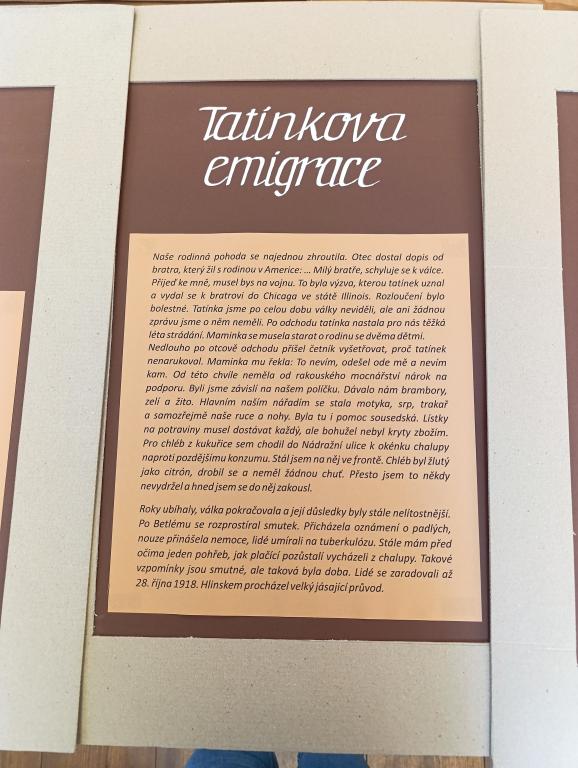 Tatínkova
emigrace
Naše rodinná pohoda se najednou zhroutila. Otec dostal dopis od
bratra, který žil s rodinou v Americe: ... Milý bratře, schyluje se k válce.
Přijeď ke mně, musel bys na vojnu. To byla výzva, kterou tatínek uznal
a vydal se k bratrovi do Chicaga ve státě Illinois. Rozloučení bylo
bolestné. Tatínka jsme po celou dobu války neviděli, ale ani žádnou
zprávu jsme o něm neměli. Po odchodu tatínka nastala pro nás těžká
léta strádání. Maminka se musela starat o rodinu se dvěma dětmi.
Nedlouho po otcově odchodu přišel četník vyšetřovat, proč tatínek
nenarukoval. Maminka mu řekla: To nevím, odešel ode mě a nevím
kam. Od této chvíle neměla od rakouského mocnářství nárok na
podporu. Byli jsme závislí na našem políčku. Dávalo nám brambory,
zelí a žito. Hlavním naším nářadím se stala motyka, srp, trakař
a samozřejmě naše ruce a nohy. Byla tu i pomoc sousedská. Lístky
na potraviny musel dostávat každý, ale bohužel nebyl kryty zbožím.
Pro chléb z kukuřice sem chodil do Nádražní ulice k okénku chalupy
naproti pozdějšímu konzumu. Stál jsem na něj ve frontě. Chléb byl žlutý
jako citrón, drobil se a neměl žádnou chuť. Přesto jsem to někdy
nevydržel a hned jsem se do něj zakousl.
Roky ubíhaly, válka pokračovala a její důsledky byly stále nelítostnější.
Po Betlému se rozprostíral smutek. Přicházela oznámení o padlých,
nouze přinášela nemoce, lidé umírali na tuberkulózu. Stále mám před
očima jeden pohřeb, jak plačící pozůstalí vycházeli z chalupy. Takové
vzpomínky jsou smutné, ale taková byla doba. Lidé se zaradovali až
28. října 1918. Hlinskem procházel velký jásající průvod.